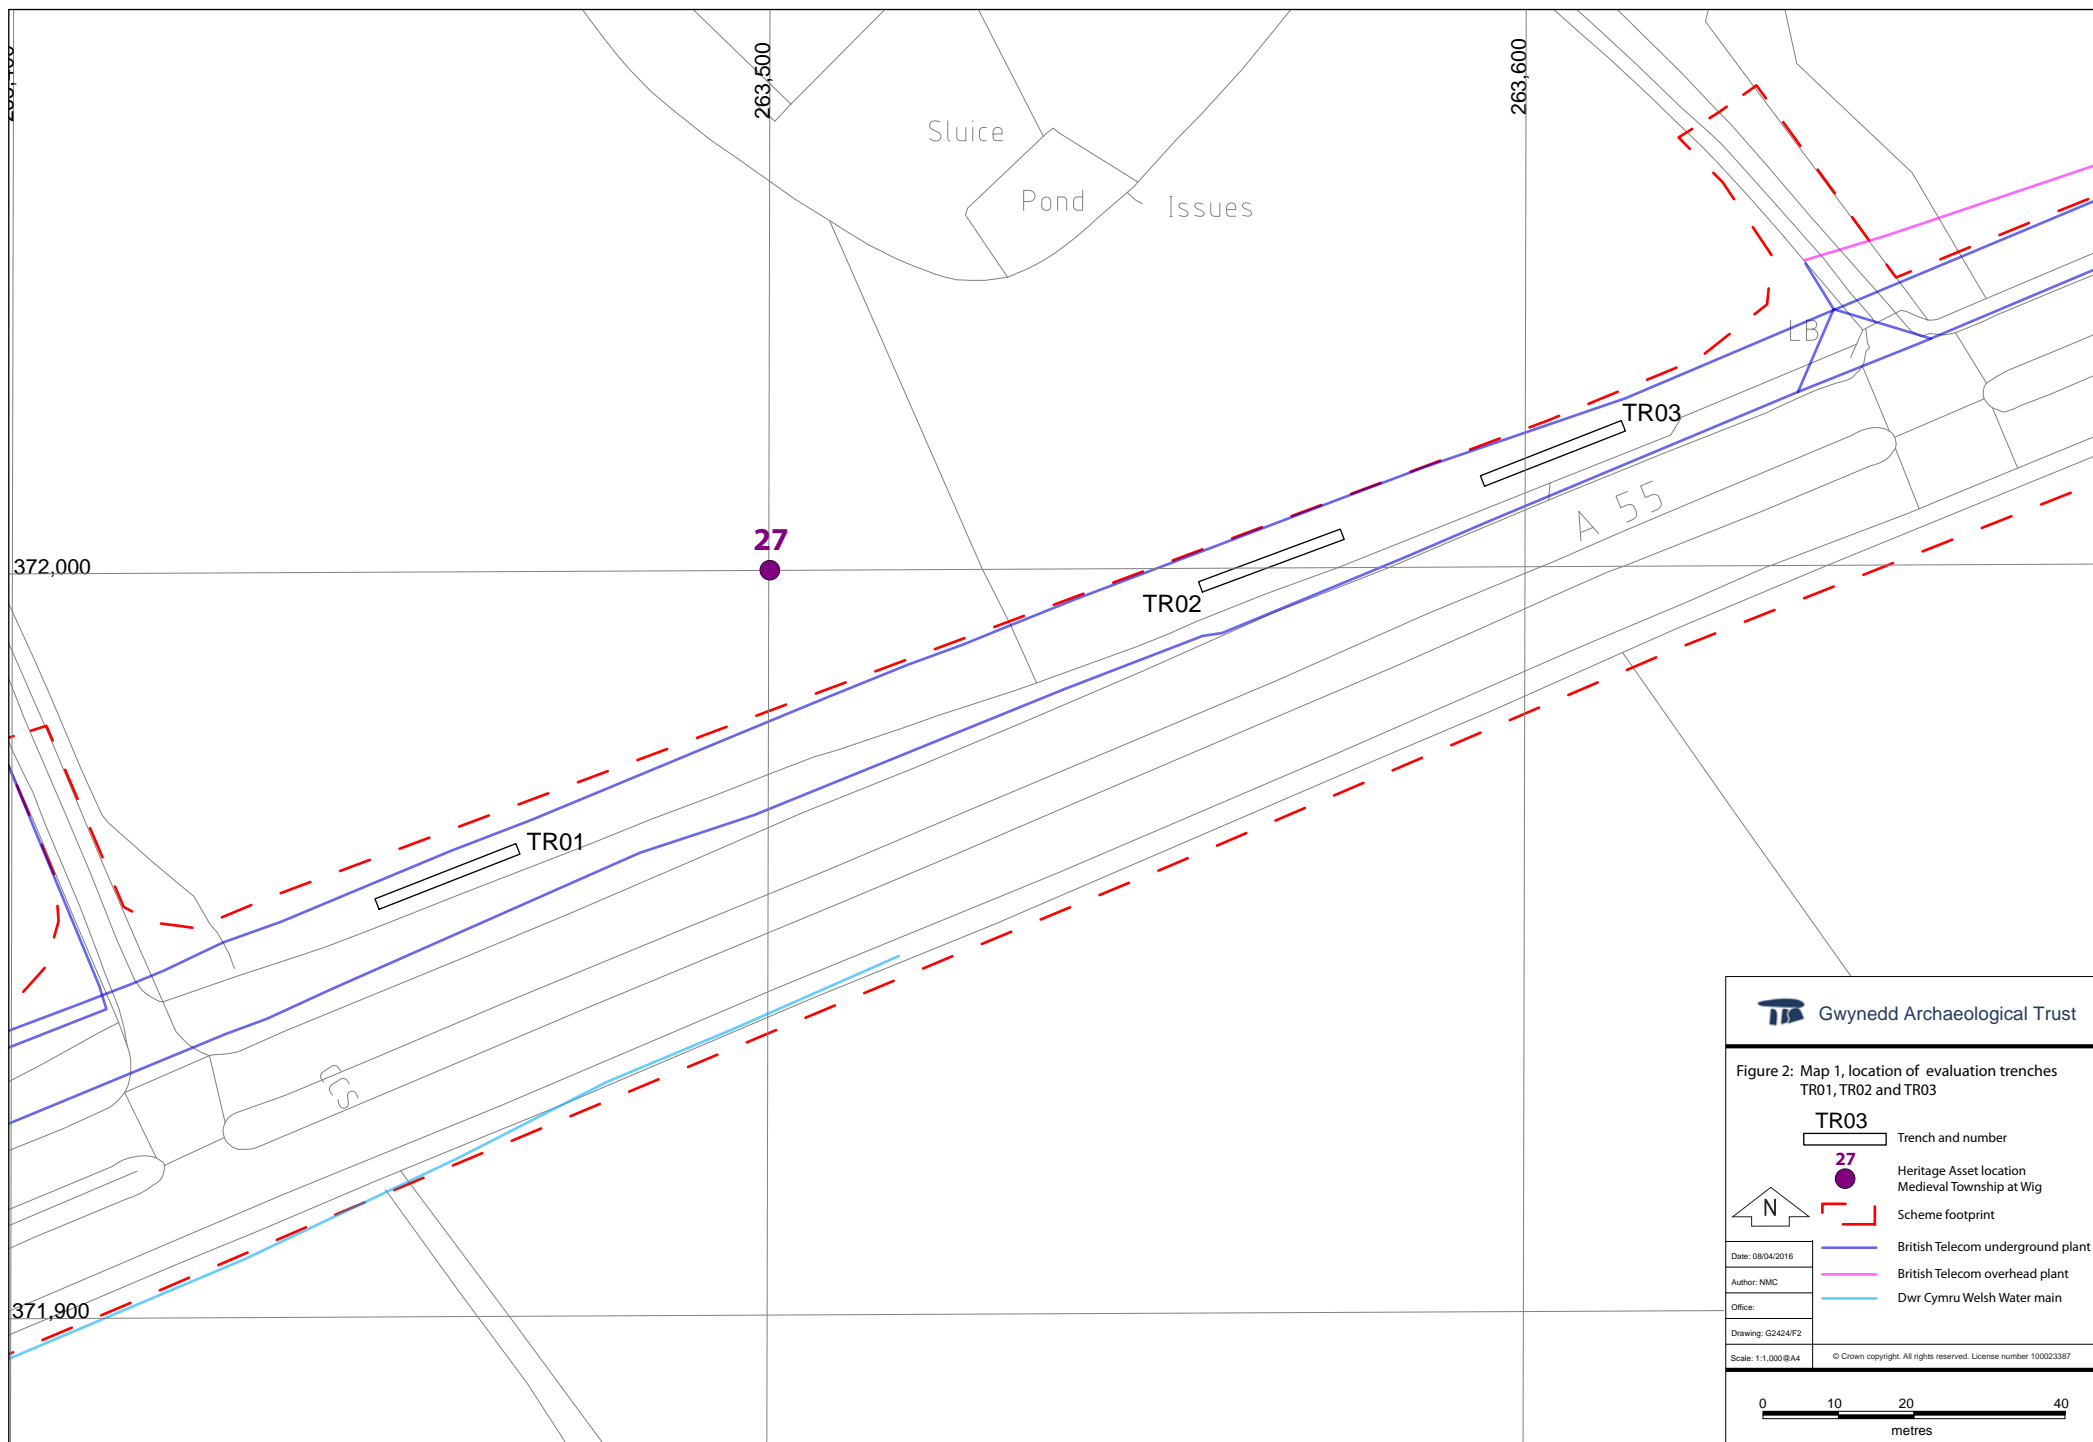 263,500
263,600
Sluice
Pond
Issues
LB
TR03
A 55
27
372,000
TR02
TR01
CCS
371,900
Gwynedd Archaeological Trust
Figure 2: Map 1, location of evaluation trenches
TR01, TR02 and TR03
TR03
Trench and number
27
Heritage Asset location
Medieval Township at Wig
N
Scheme footprint
Date: 08/04/2016
British Telecom underground plant
Author: NMC
British Telecom overhead plant
Office:
Dwr Cymru Welsh Water main
Drawing: G2424/F2
Scale: 1:1,000@A4
© Crown copyright. All rights reserved. License number 100023387
0 10 20 40
metres